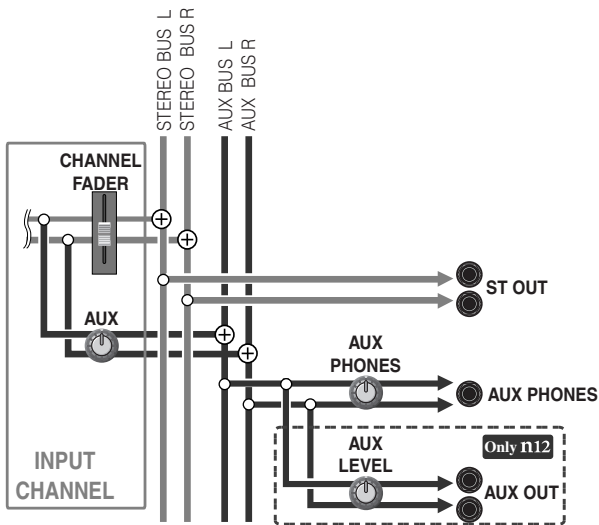 STEREO BUS L
STEREO BUS R
AUX BUS L
AUX BUS R
CHANNEL
FADER
ST OUT
AUX
AUX
PHONES
AUX PHONES
Only n12
AUX
LEVEL
AUX OUT
INPUT
CHANNEL